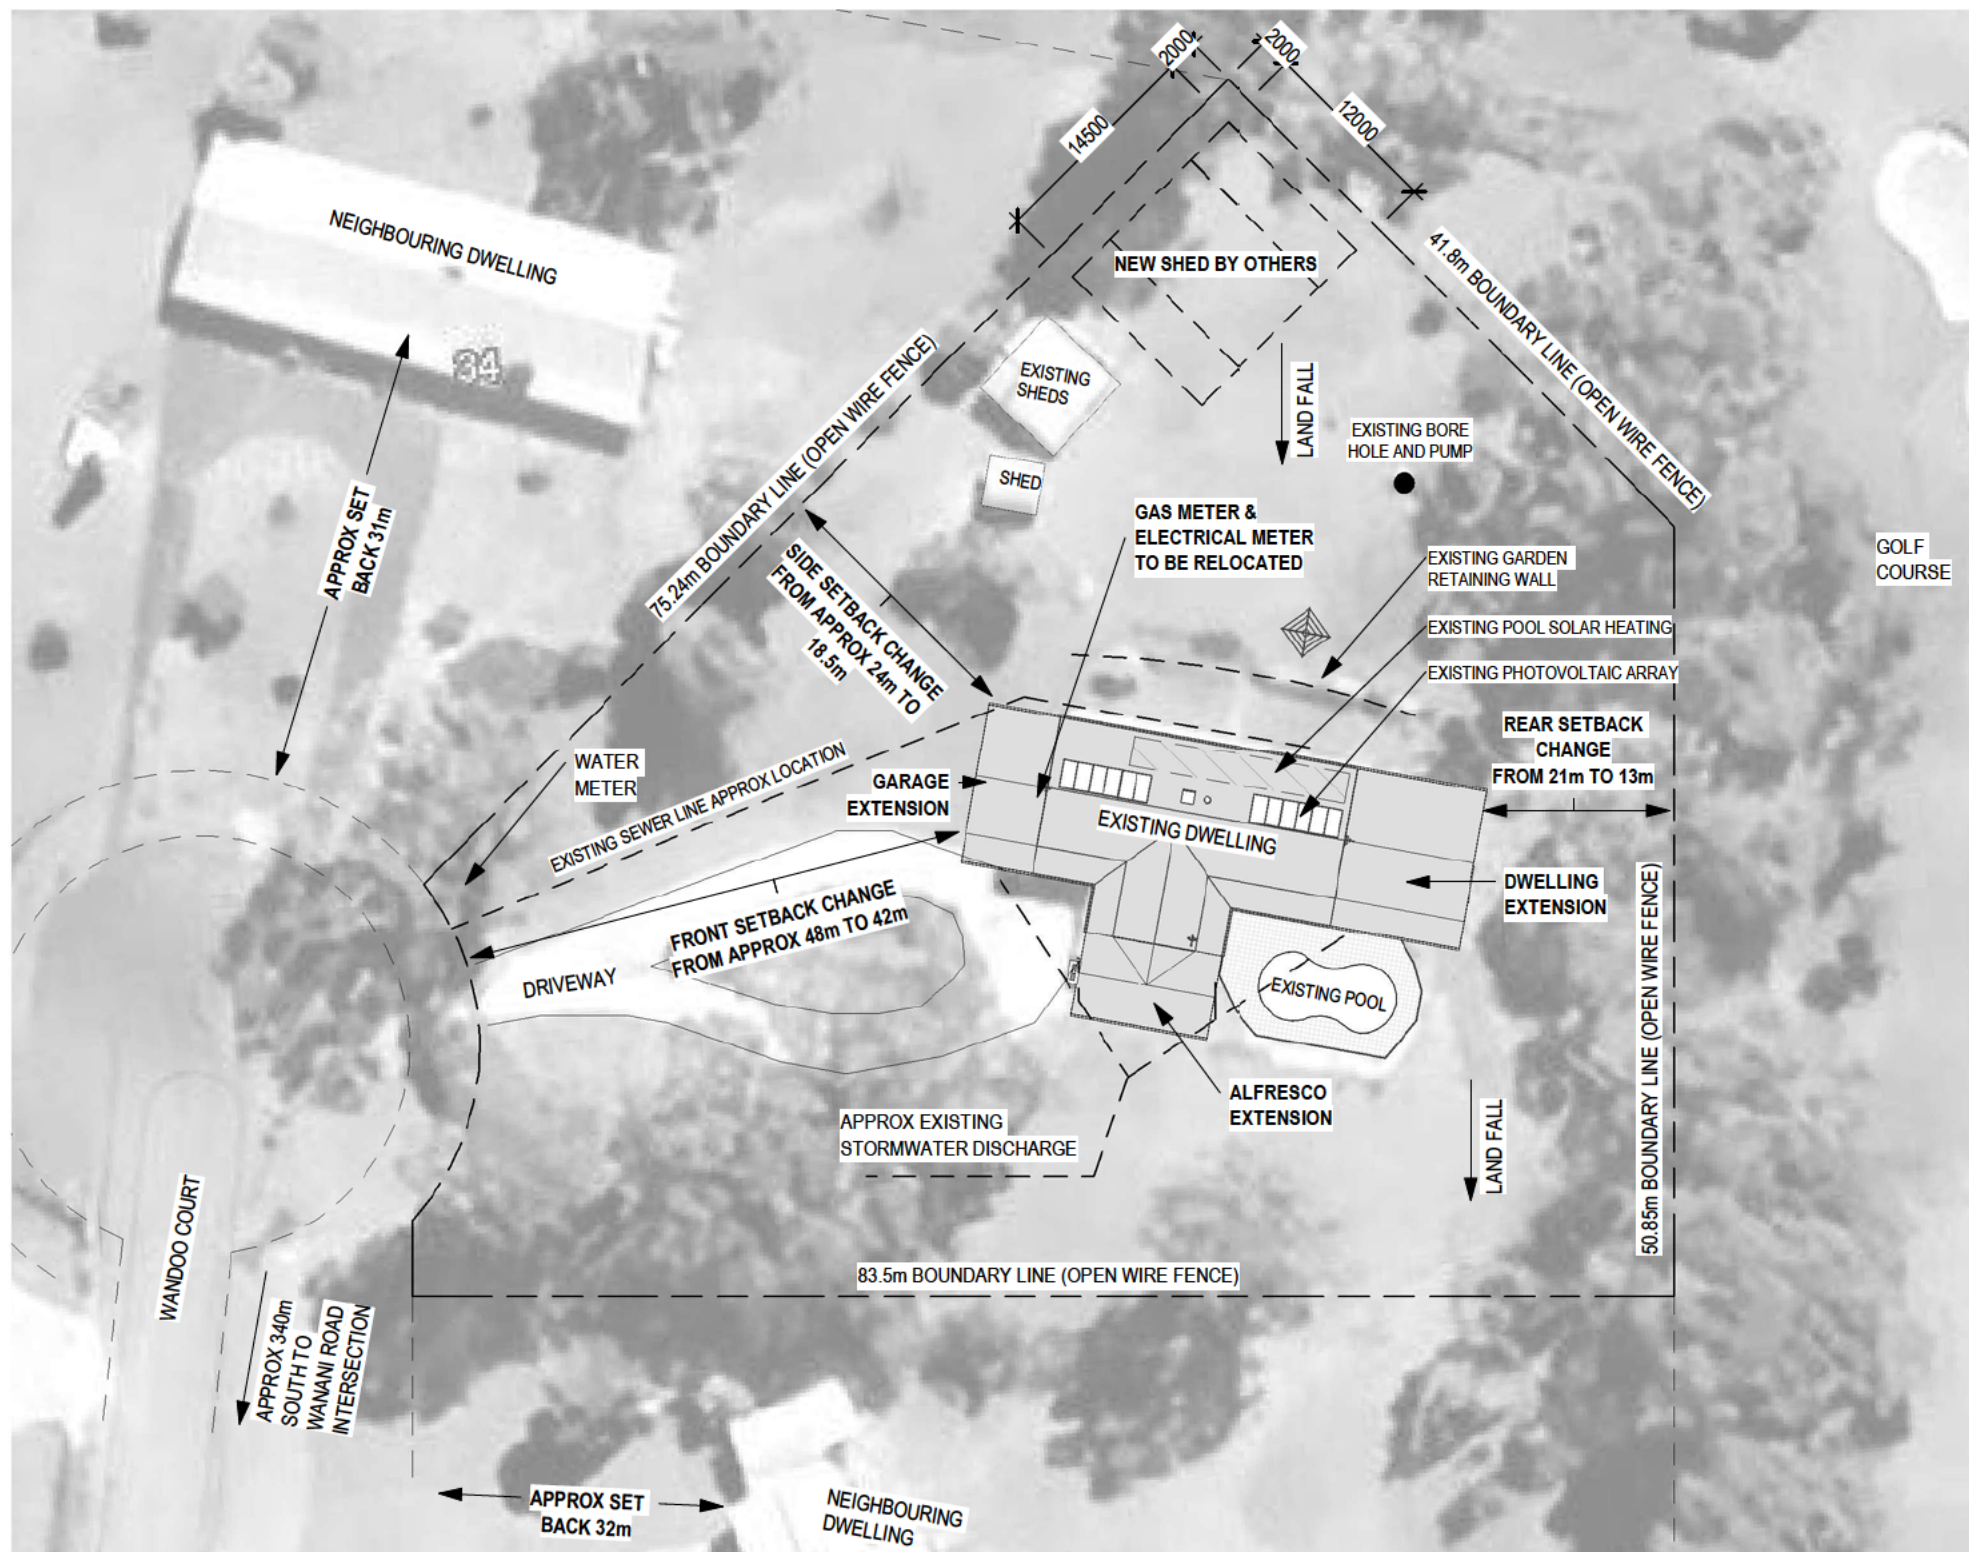 2000
2000
14500
12000
NEIGHBOURING DWELLING
34
NEW SHED BY OTHERS
41.8m BOUNDARY LINE (OPEN WIRE FENCE)
EXISTING
SHEDS
SHED
LAND FALL
EXISTING BORE
HOLE AND PUMP
75.24m BOUNDARY LINE (OPEN WIRE FENCE)
APPROX SET
BACK 31m
GAS METER &
ELECTRICAL METER
TO BE RELOCATED
GOLF
COURSE
EXISTING GARDEN
RETAINING WALL
SIDE SETBACK CHANGE
FROM APPROX 24m TO
18.5m
EXISTING POOL SOLAR HEATING
EXISTING PHOTOVOLTAIC ARRAY
REAR SETBACK
CHANGE
FROM 21m TO 13m
WATER
METER
EXISTING SEWER LINE APPROX LOCATION
GARAGE
EXTENSION
EXISTING DWELLING
DWELLING
EXTENSION
FRONT SETBACK CHANGE
FROM APPROX 48m TO 42m
DRIVEWAY
EXISTING POOL
50.85m BOUNDARY LINE (OPEN WIRE FENCE)
ALFRESCO
EXTENSION
APPROX EXISTING
STORMWATER DISCHARGE
LAND FALL
WANDOO COURT
83.5m BOUNDARY LINE (OPEN WIRE FENCE)
APPROX 340m
SOUTH TO
WANANI ROAD
INTERSECTION
APPROX SET
BACK 32m
NEIGHBOURING
DWELLING